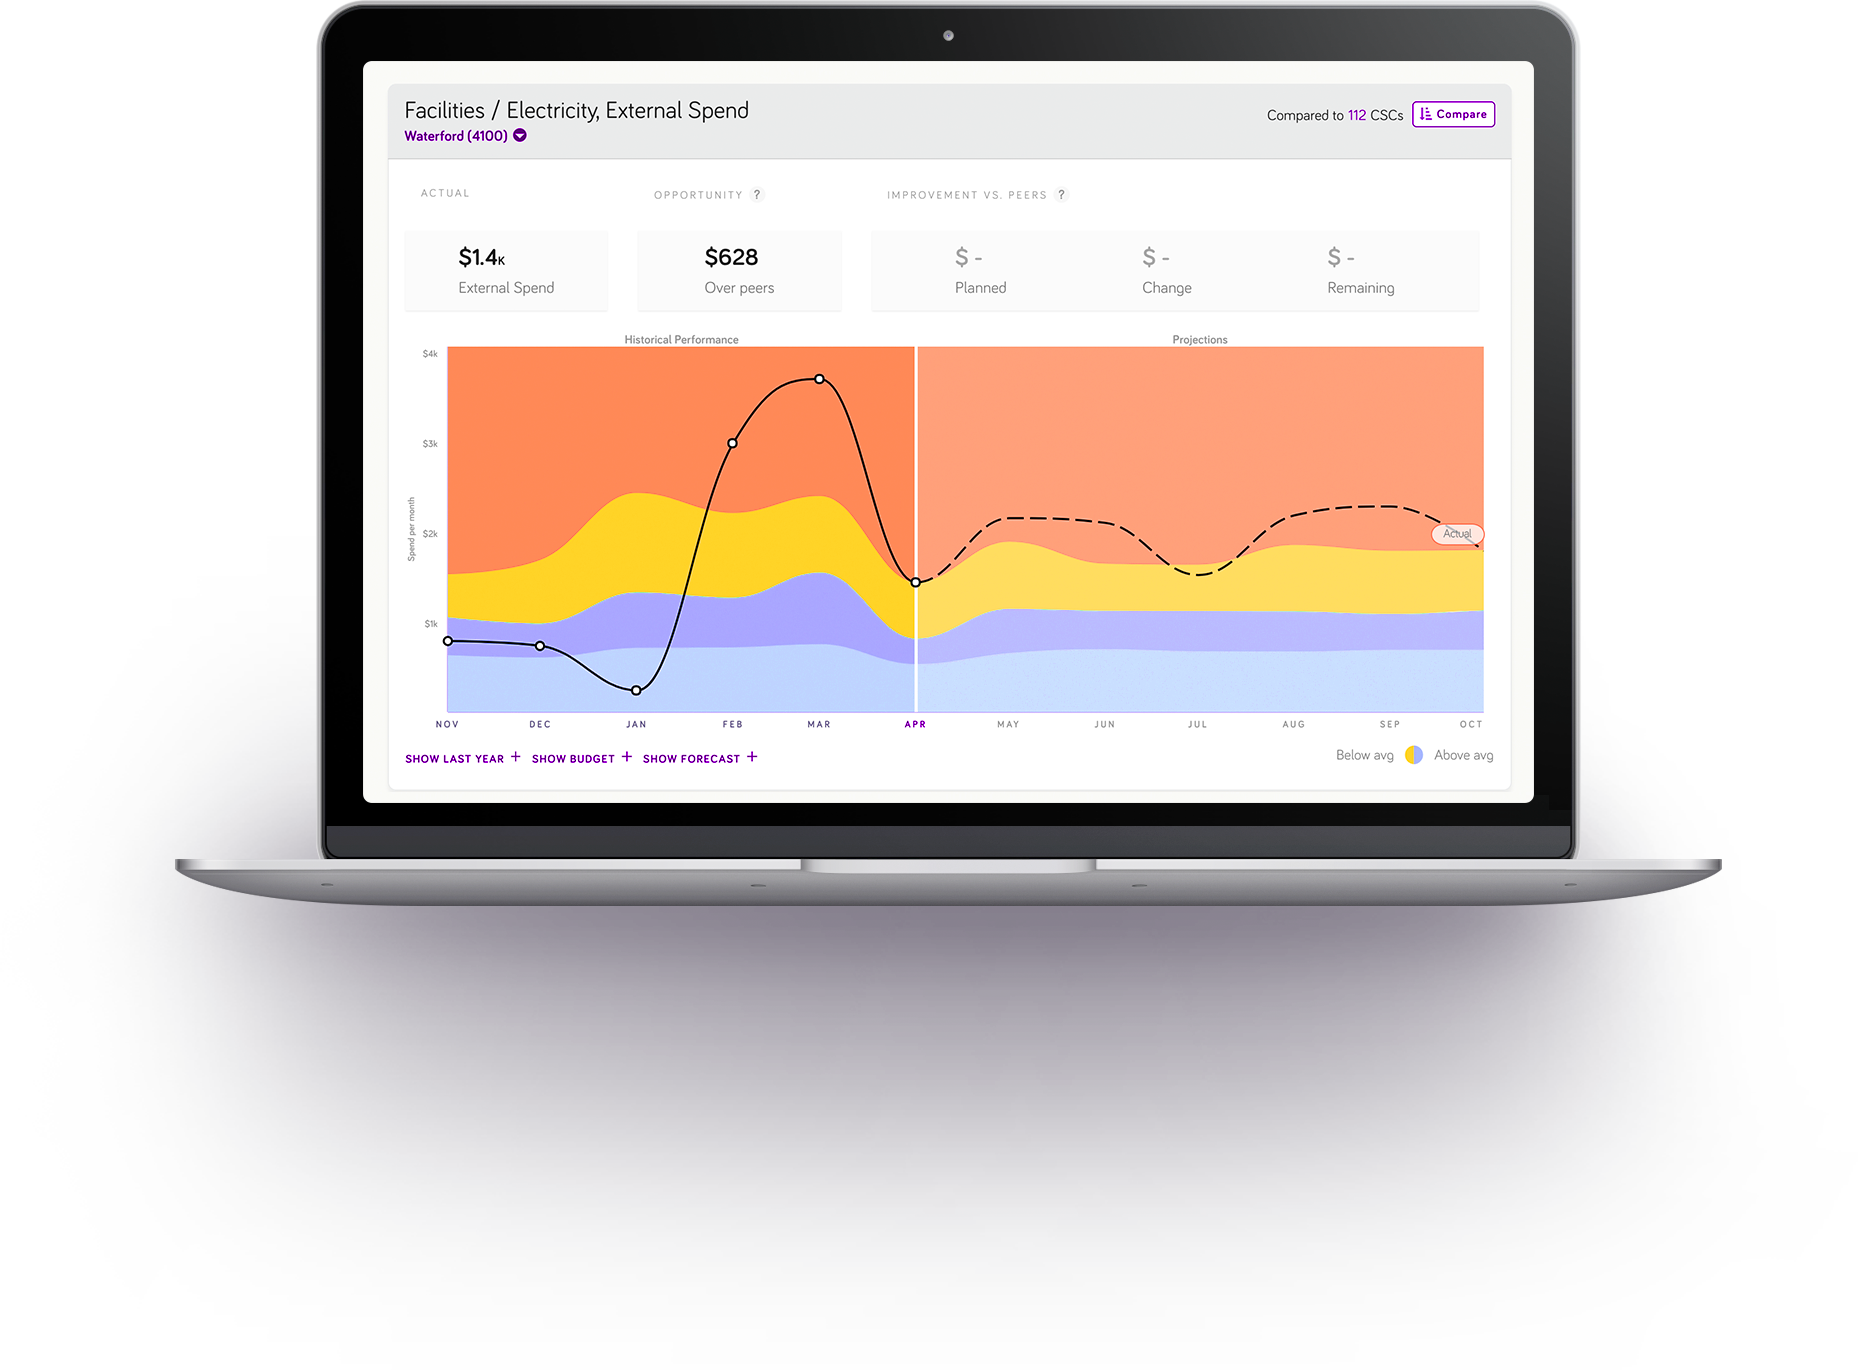 Facilities / Electricity, External Spend
Waterford (4100)
Compared to 112 CSCs
Compare
ACTUAL
OPPORTUNITY ?
IMPROVEMENT VS. PEERS ?
$1.4K
External Spend
$628
Over peers
$ -
Planned
$ -
Change
$ -
Remaining
Historical Performance
Projections
$4k
$3k
$2k
$1k
Spend per month
Actual
NOV DEC JAN FEB MAR APR MAY JUN JUL AUG SEP OCT
SHOW LAST YEAR + SHOW BUDGET + SHOW FORECAST +
Below avg Above avg